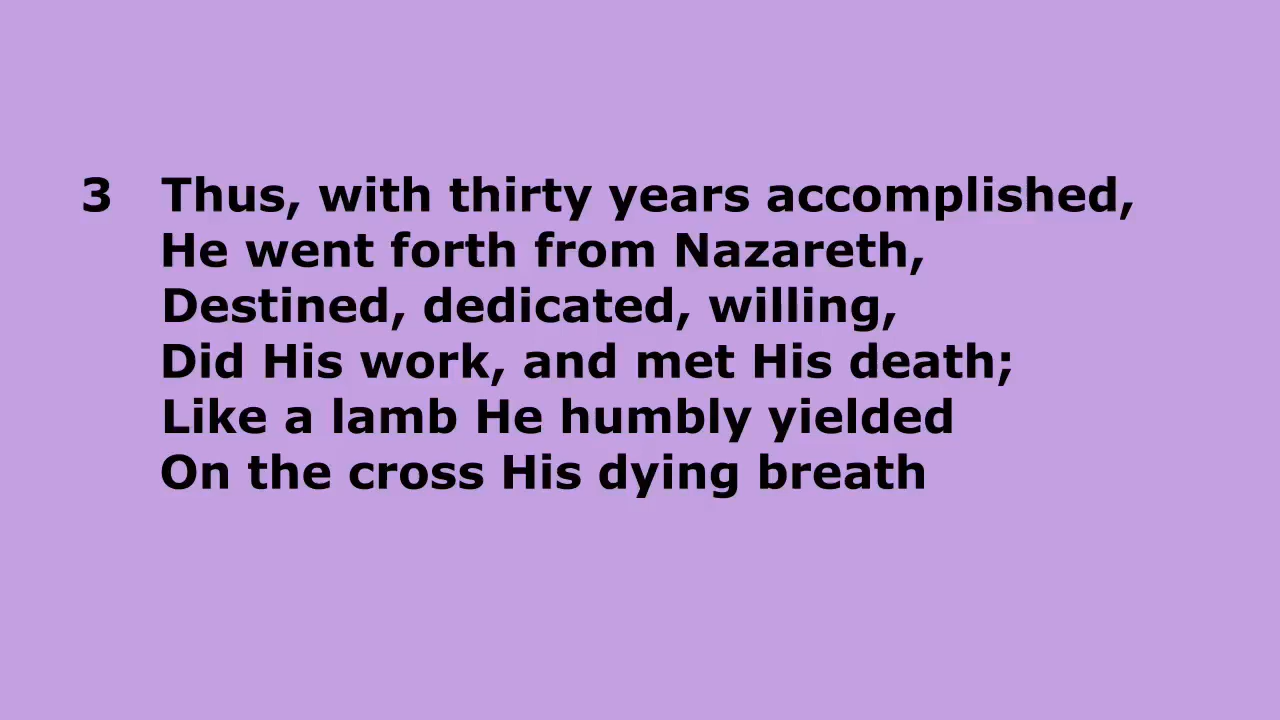 3 Thus, with thirty years accomplished,
He went forth from Nazareth,
Destined, dedicated, willing,
Did His work, and met His death;
Like a lamb He humbly yielded
On the cross His dying breath